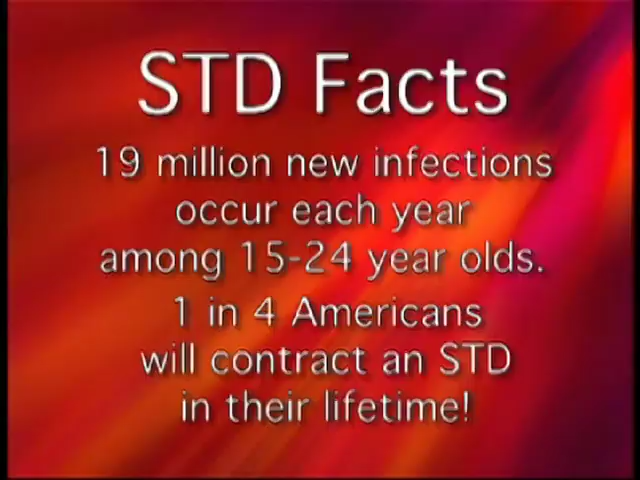 STD Facts
19 million new infections
occur each year
among 15-24 year olds.
1 in 4 Americans
will contract an STD
in their lifetime!